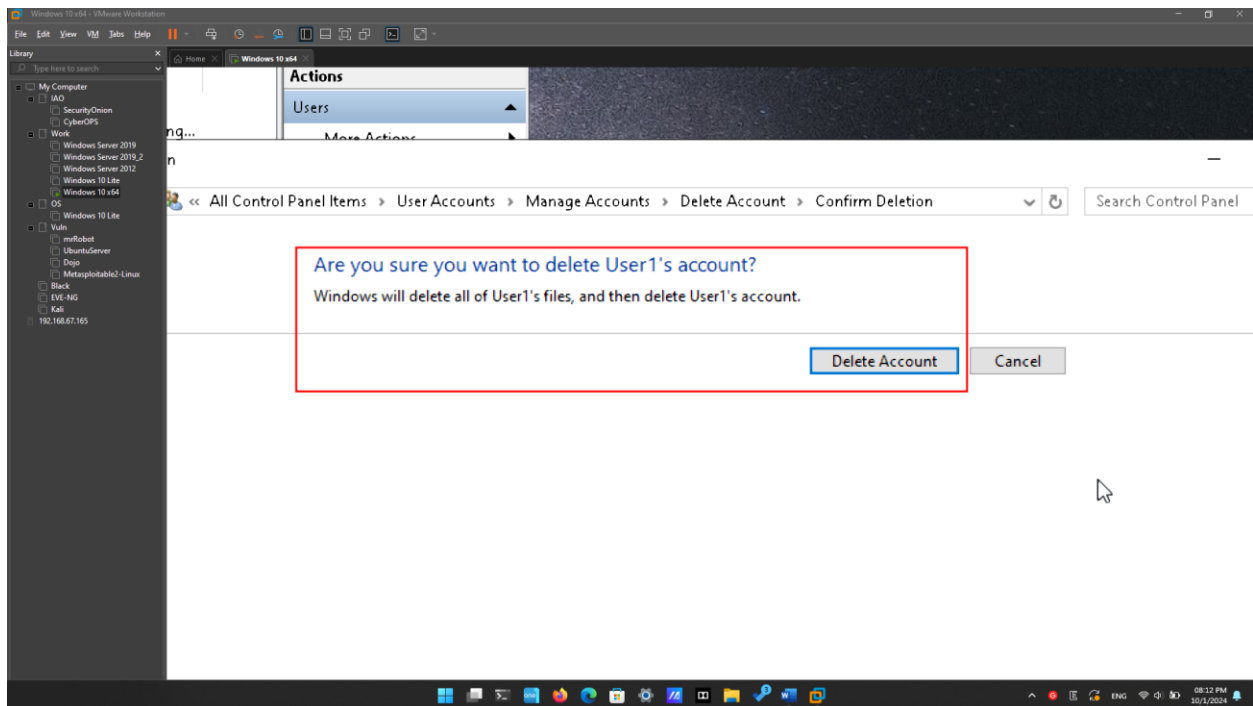 Windows 10 x64 - VMware Workstation
File Edit View VM Tabs Help
Library
Type here to search
My Computer
IAO
SecurityOnion
CyberOPS
Work
Windows Server 2019
Windows Server 2019_2
Windows Server 2012
Windows 10 Lite
Windows 10 x64
OS
Windows 10 Lite
Vuln
mrRobot
UbuntuServer
Dojo
Metasploitable2-Linux
Black
EVE-NG
Kali
192.168.67.165
Home Windows 10 x64
Actions
Users
ng... More Actions
n
« All Control Panel Items > User Accounts > Manage Accounts > Delete Account > Confirm Deletion Search Control Panel
Are you sure you want to delete User1's account?
Windows will delete all of User1's files, and then delete User1's account.
Delete Account Cancel
ENG 08:12 PM
10/1/2024